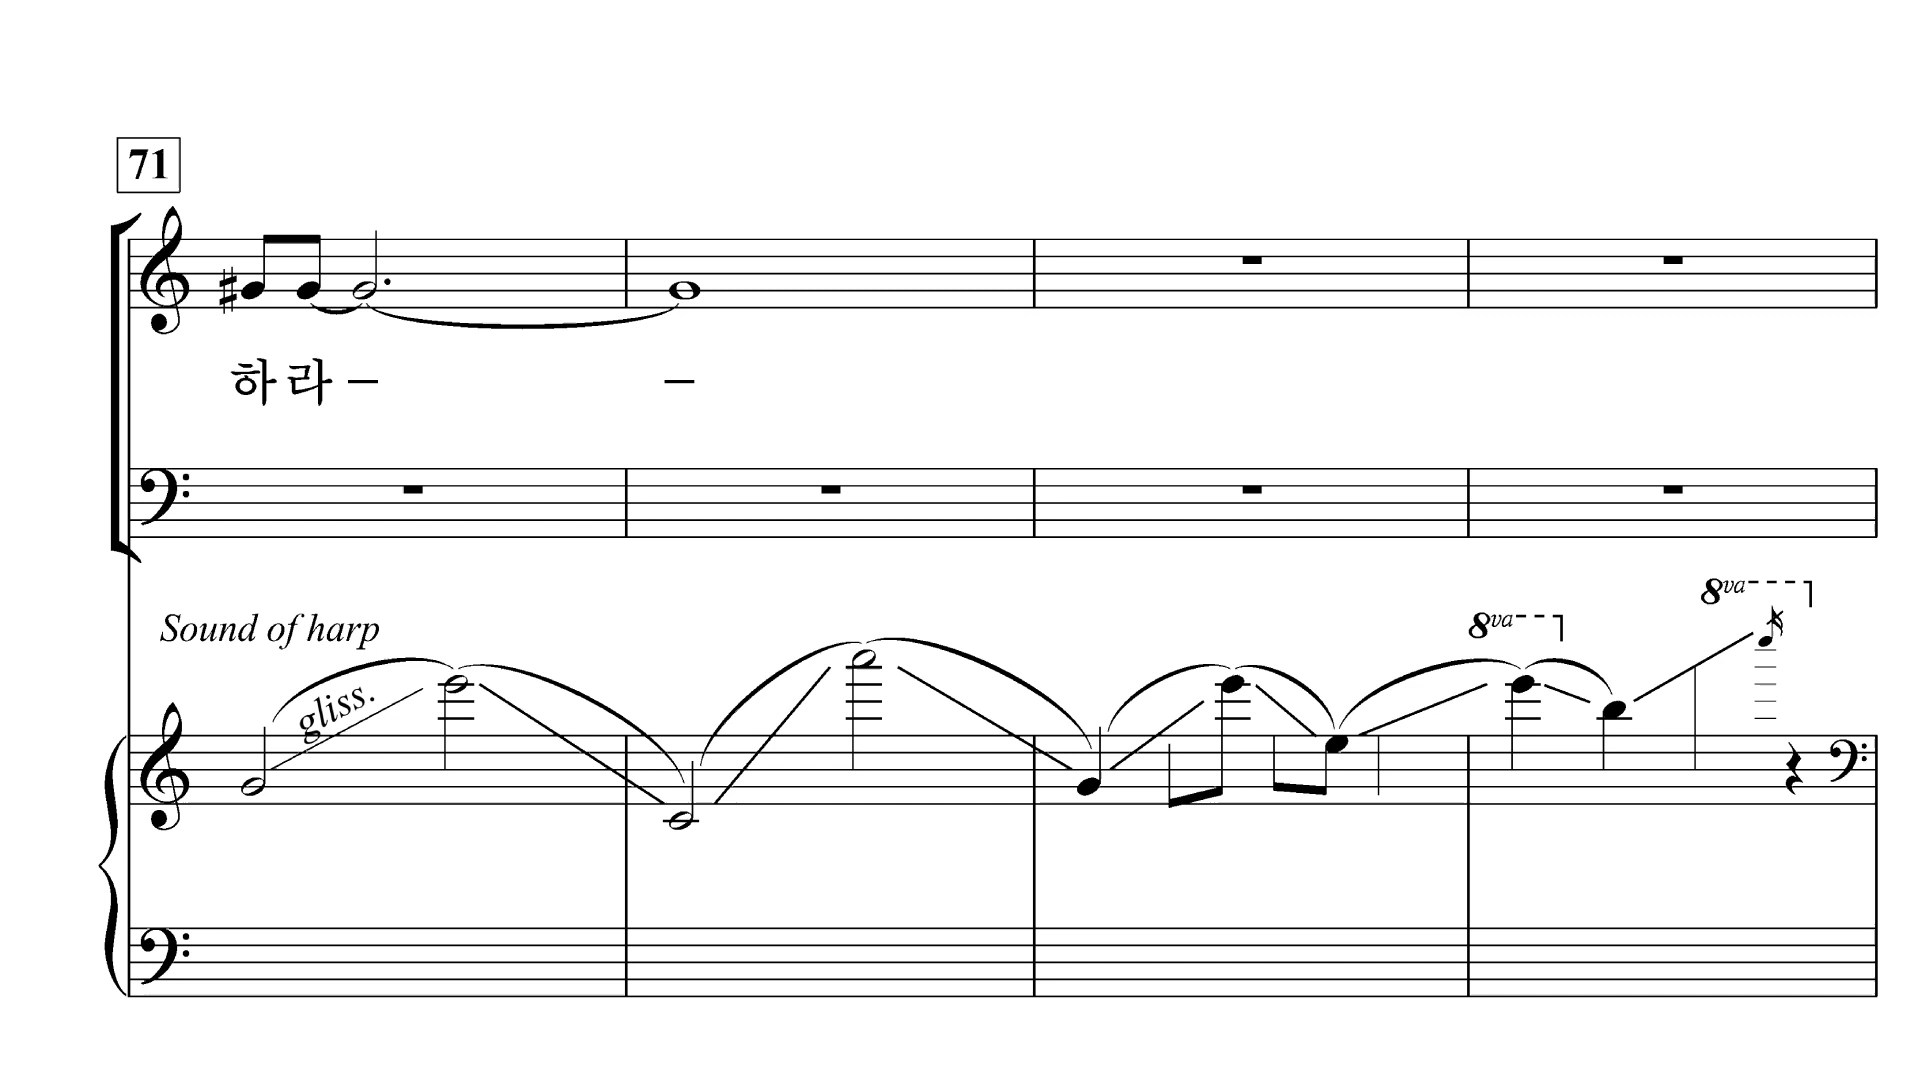 71
하 라 – –
Sound of harp
8va 8va
gliss.